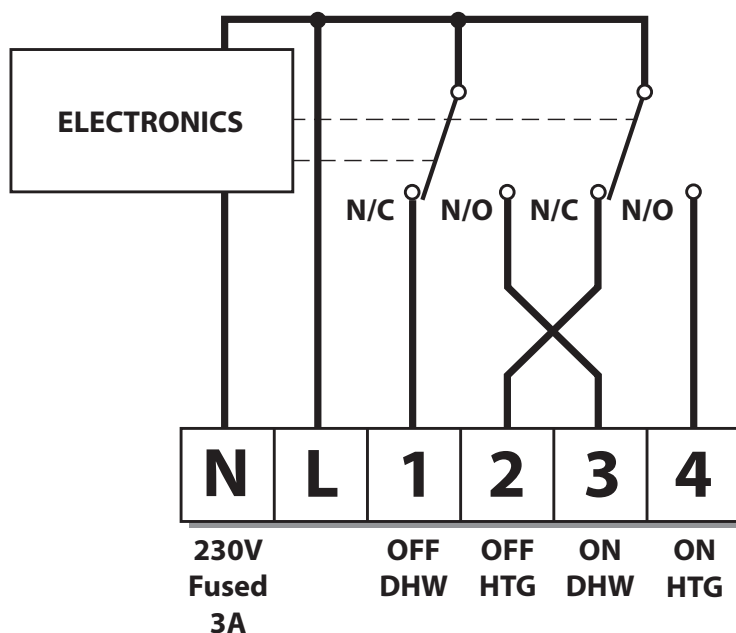 ELECTRONICS
N/C N/O N/C N/O
N L 1 2 3 4
230V OFF OFF ON ON
Fused DHW HTG DHW HTG
3A